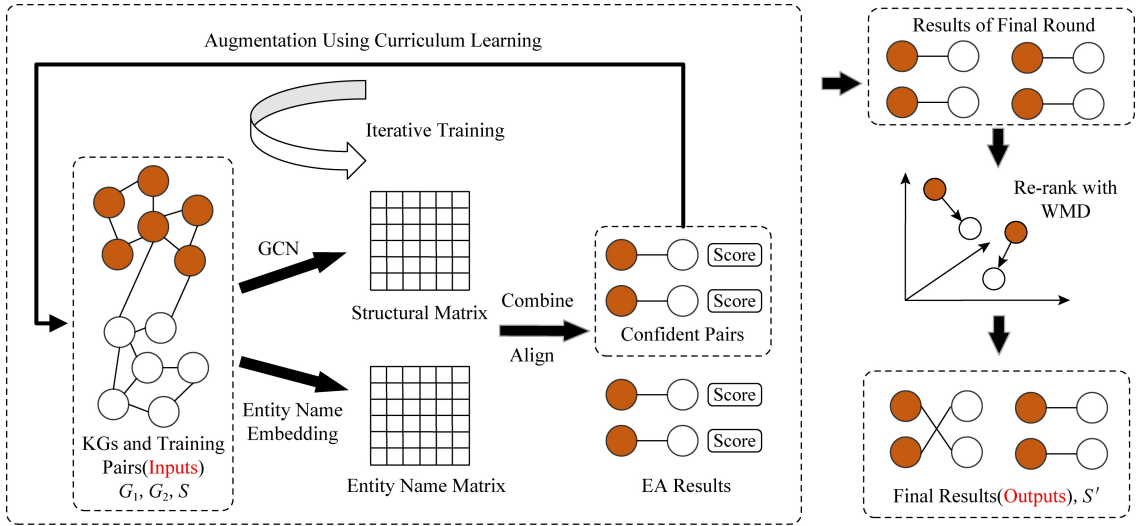 Augmentation Using Curriculum Learning
Iterative Training
GCN
Structural Matrix
Entity Name
Embedding
Entity Name Matrix
KGs and Training
Pairs(Inputs)
G₁, G₂, S
Combine
Align
Score
Score
Confident Pairs
Score
Score
EA Results
Results of Final Round
Re-rank with
WMD
Final Results(Outputs), S′